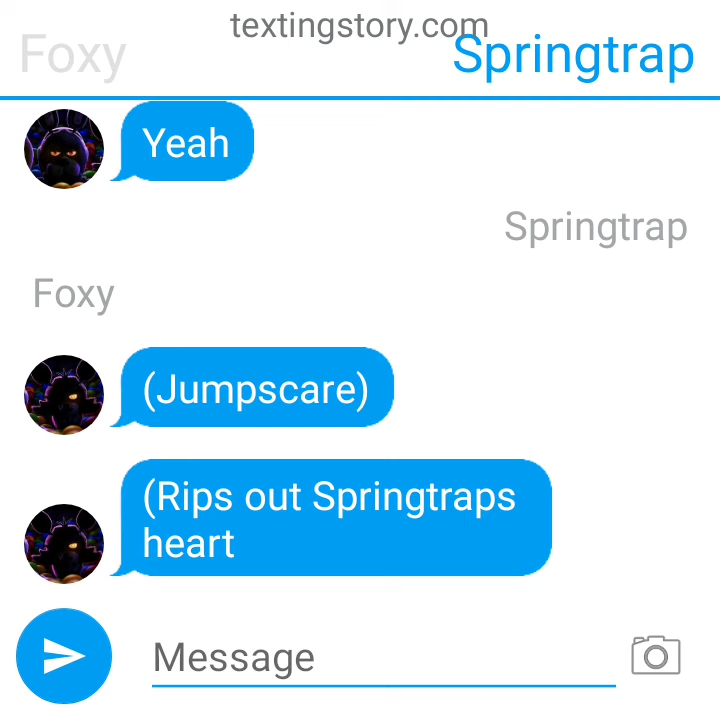 textingstory.com
Foxy
Springtrap
Yeah
Springtrap
Foxy
(Jumpscare)
(Rips out Springtraps
heart
Message